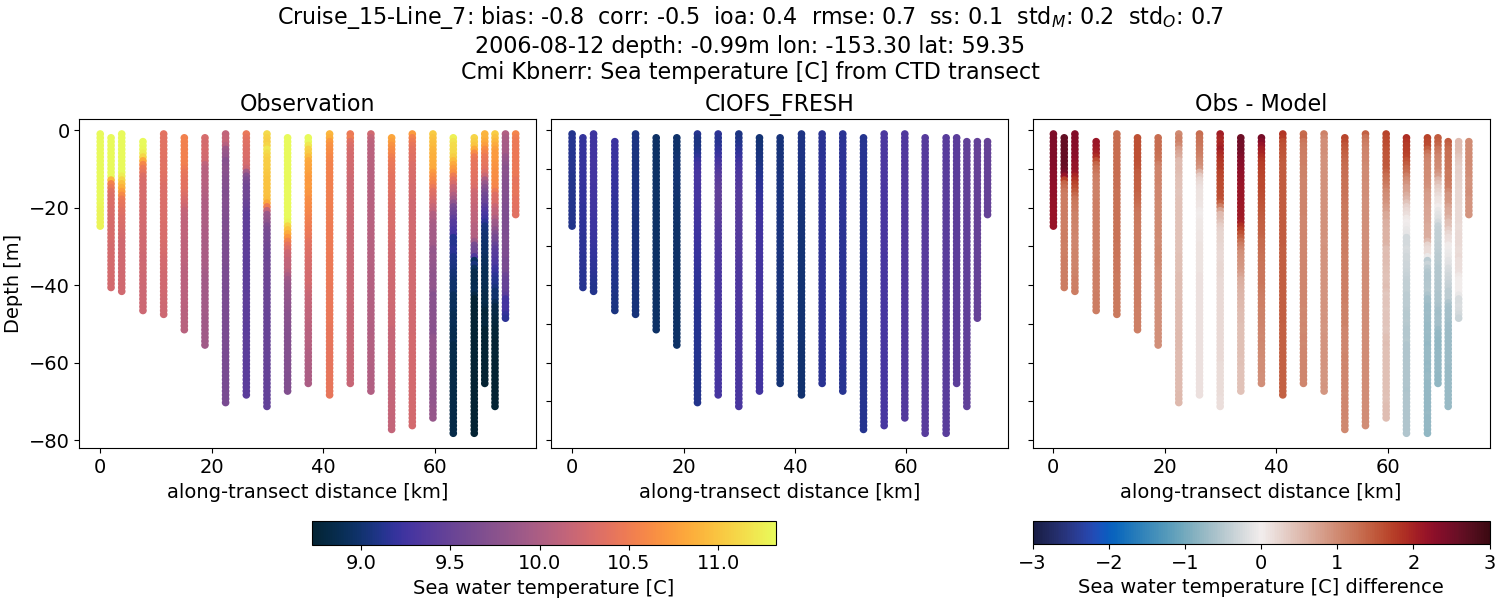 Cruise_15-Line_7: bias: -0.8  corr: -0.5  ioa: 0.4  rmse: 0.7  ss: 0.1  std_M: 0.2  std_O: 0.7
2006-08-12 depth: -0.99m lon: -153.30 lat: 59.35
Cmi Kbnerr: Sea temperature [C] from CTD transect
Observation
CIOFS_FRESH
Obs - Model
Depth [m]
0
−20
−40
−60
−80
0 20 40 60
0 20 40 60
0 20 40 60
along-transect distance [km]
along-transect distance [km]
along-transect distance [km]
9.0 9.5 10.0 10.5 11.0
Sea water temperature [C]
−3 −2 −1 0 1 2 3
Sea water temperature [C] difference